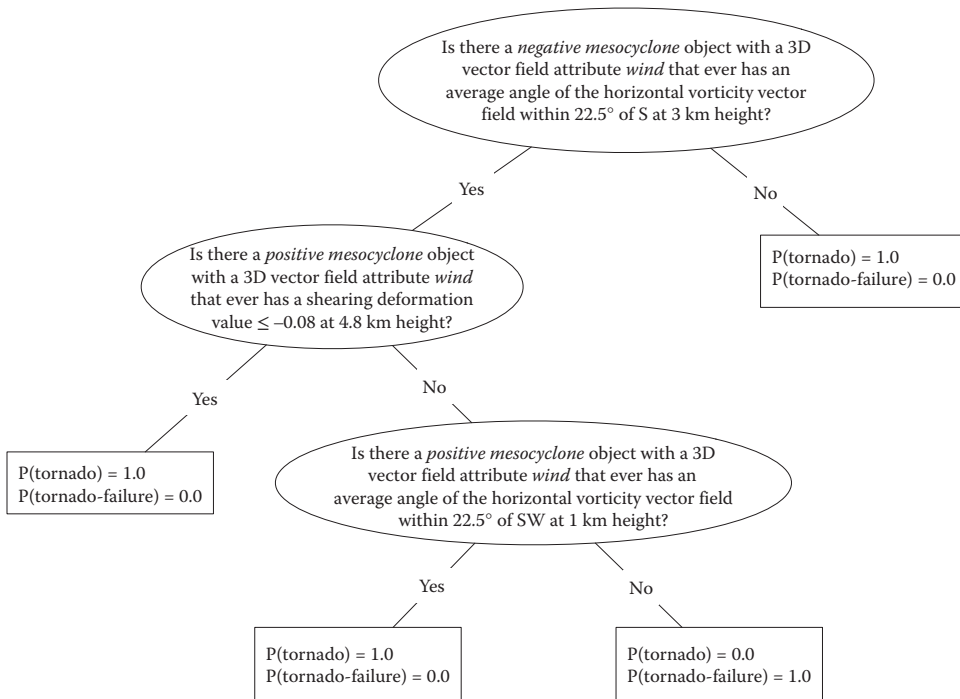 Is there a negative mesocyclone object with a 3D
vector field attribute wind that ever has an
average angle of the horizontal vorticity vector
field within 22.5° of S at 3 km height?
Yes
No
Is there a positive mesocyclone object
with a 3D vector field attribute wind
that ever has a shearing deformation
value ≤ –0.08 at 4.8 km height?
P(tornado) = 1.0
P(tornado-failure) = 0.0
Yes
No
P(tornado) = 1.0
P(tornado-failure) = 0.0
Is there a positive mesocyclone object with a 3D
vector field attribute wind that ever has an
average angle of the horizontal vorticity vector field
within 22.5° of SW at 1 km height?
Yes
No
P(tornado) = 1.0
P(tornado-failure) = 0.0
P(tornado) = 0.0
P(tornado-failure) = 1.0